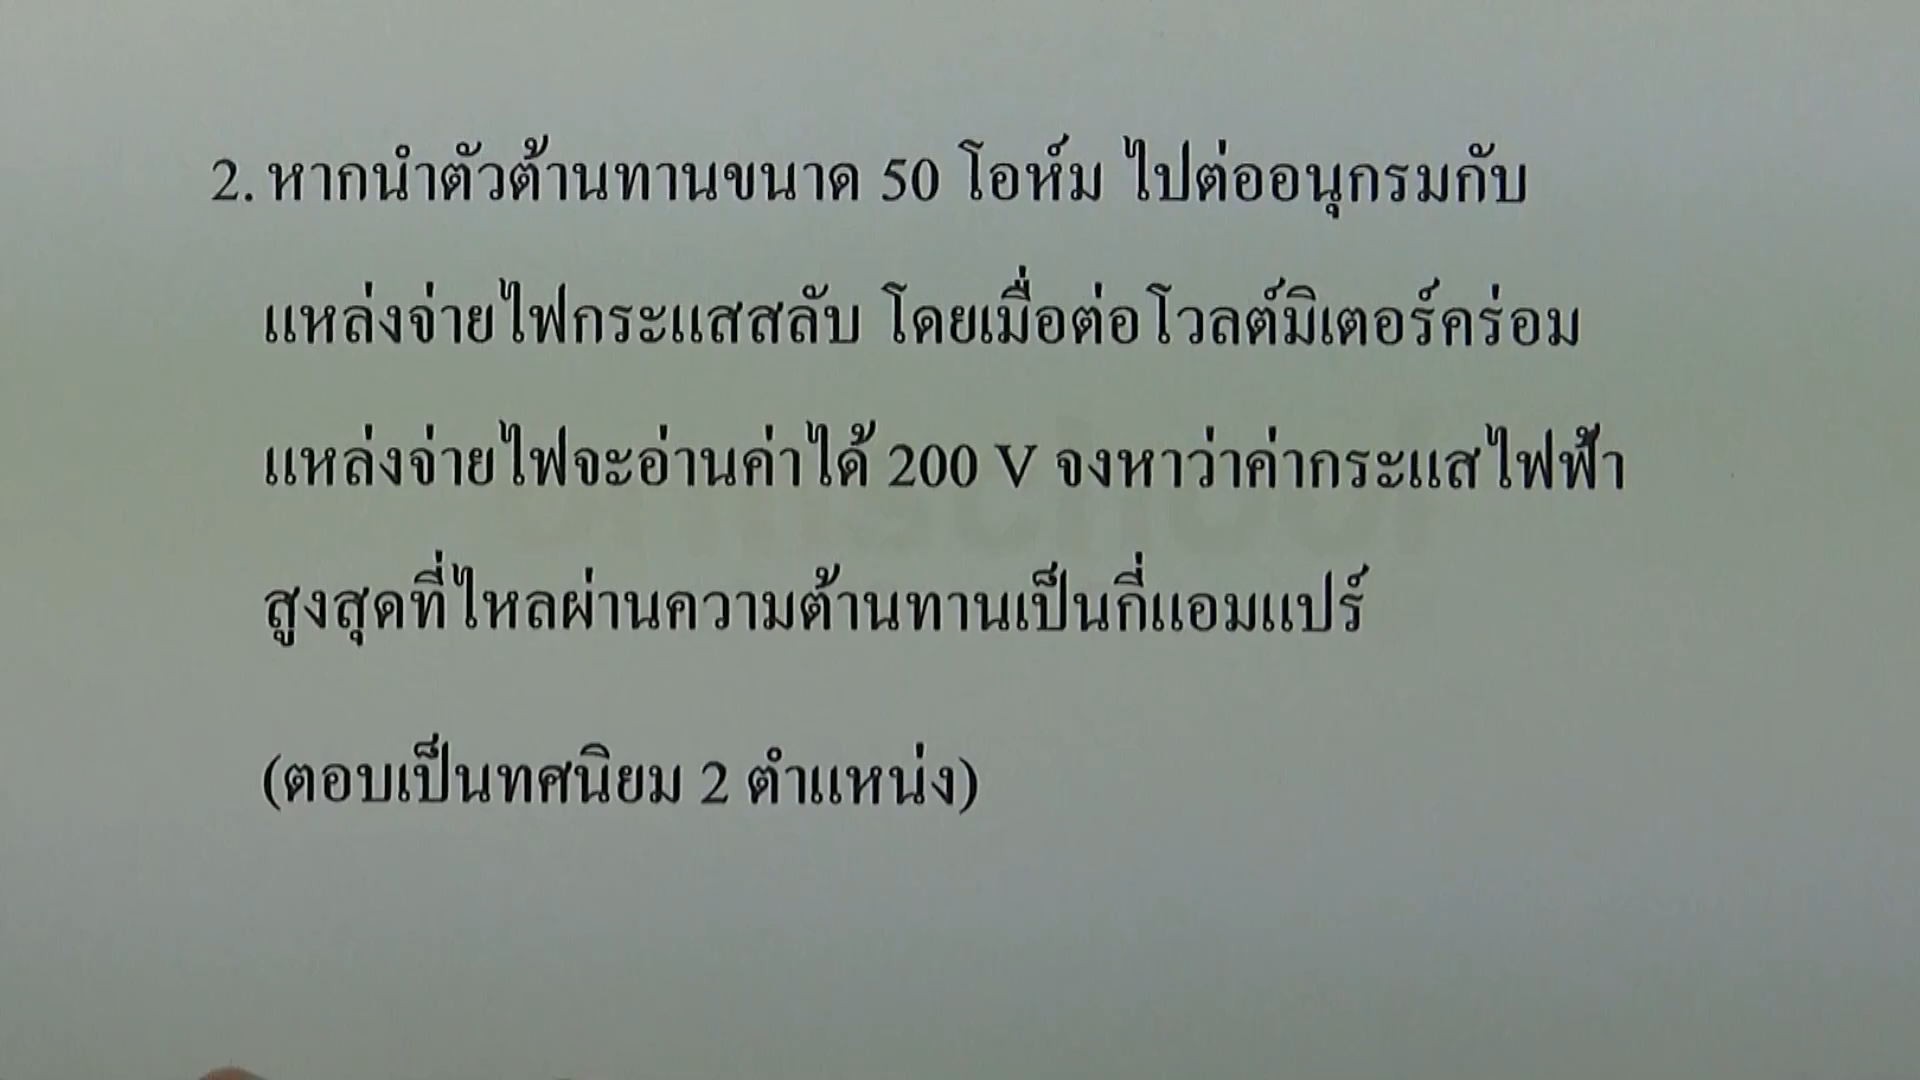 2. หากนำตัวต้านทานขนาด 50 โอห์ม ไปต่ออนุกรมกับ
แหล่งจ่ายไฟกระแสสลับ โดยเมื่อต่อโวลต์มิเตอร์คร่อม
แหล่งจ่ายไฟจะอ่านค่าได้ 200 V จงหาว่าค่ากระแสไฟฟ้า
สูงสุดที่ไหลผ่านความต้านทานเป็นกี่แอมแปร์
(ตอบเป็นทศนิยม 2 ตำแหน่ง)